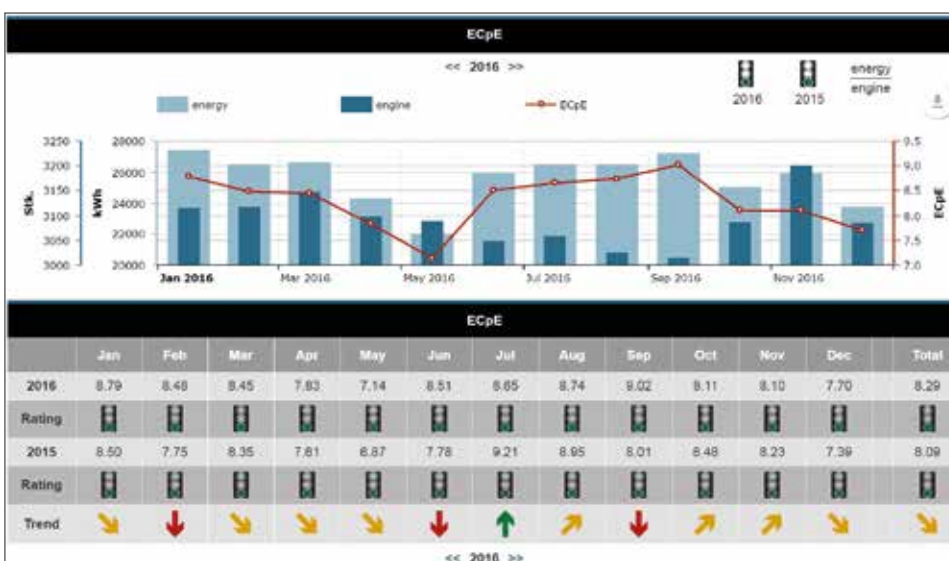 ECpE
<< 2016 >>
energy engine ECpE
2016 2015 energy
engine
3250 28000 9.5
3200 26000 9.0
3150 8.5
3100 24000 8.0
3050 22000 7.5
3000 20000 7.0
Stk. kWh ECpE
Jan 2016 Mar 2016 May 2016 Jul 2016 Sep 2016 Nov 2016
ECpE
Jan Feb Mar Apr May Jun Jul Aug Sep Oct Nov Dec Total
2016 8.79 8.48 8.45 7.83 7.14 8.51 8.65 8.74 9.02 8.11 8.10 7.70 8.29
Rating
2015 8.50 7.75 8.35 7.61 6.87 7.78 9.21 8.95 8.01 8.48 8.23 7.39 8.09
Rating
Trend
<< 2016 >>